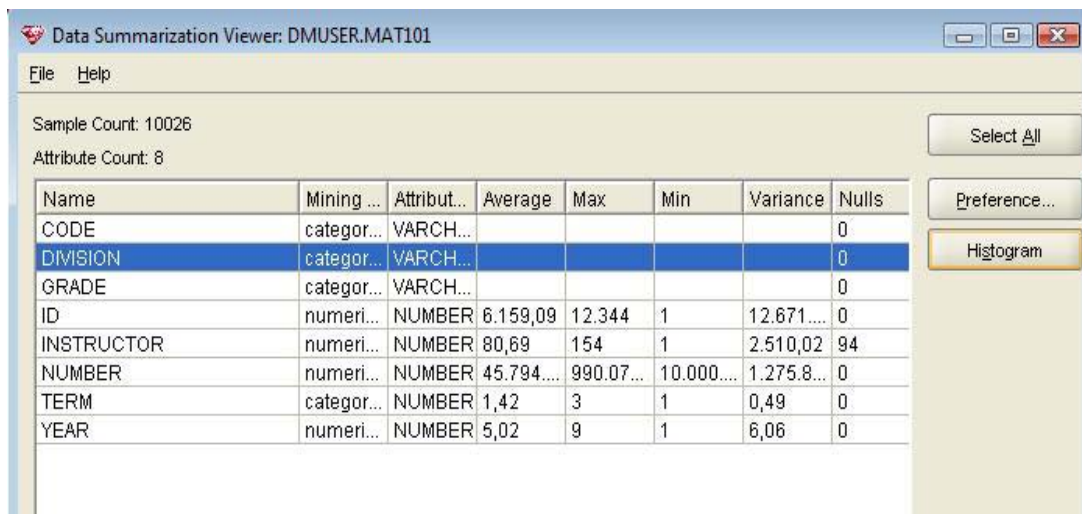 Data Summarization Viewer: DMUSER.MAT101
File Help
Sample Count: 10026
Attribute Count: 8
Select All
Preference...
Histogram
Name Mining ... Attribut... Average Max Min Variance Nulls
CODE categor... VARCH... 0
DIVISION categor... VARCH... 0
GRADE categor... VARCH... 0
ID numeri... NUMBER 6.159,09 12.344 1 12.671.... 0
INSTRUCTOR numeri... NUMBER 80,69 154 1 2.510,02 94
NUMBER numeri... NUMBER 45.794.... 990.07... 10.000.... 1.275.8... 0
TERM categor... NUMBER 1,42 3 1 0,49 0
YEAR numeri... NUMBER 5,02 9 1 6,06 0